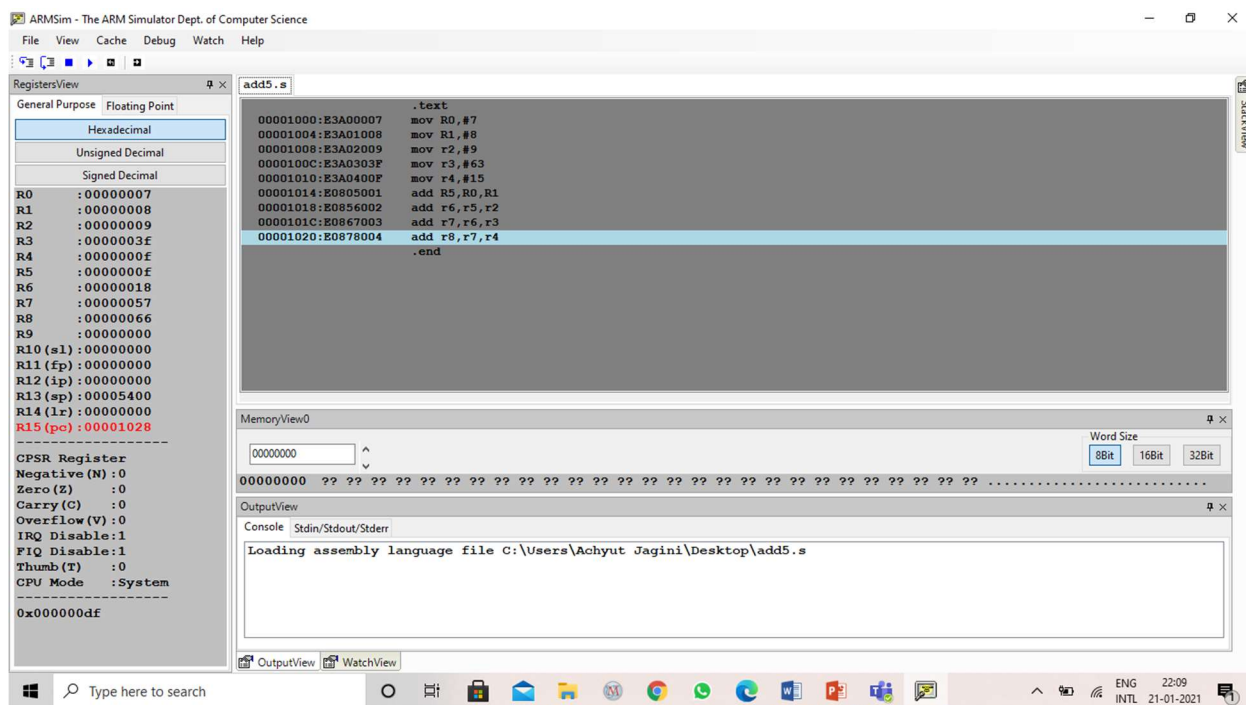 ARMSim - The ARM Simulator Dept. of Computer Science
File View Cache Debug Watch Help
RegistersView
General Purpose Floating Point
Hexadecimal
Unsigned Decimal
Signed Decimal
R0 :00000007
R1 :00000008
R2 :00000009
R3 :0000003f
R4 :0000000f
R5 :0000000f
R6 :00000018
R7 :00000057
R8 :00000066
R9 :00000000
R10(sl):00000000
R11(fp):00000000
R12(ip):00000000
R13(sp):00005400
R14(lr):00000000
R15(pc):00001028
------------------
CPSR Register
Negative(N):0
Zero(Z) :0
Carry(C) :0
Overflow(V):0
IRQ Disable:1
FIQ Disable:1
Thumb(T) :0
CPU Mode :System
------------------
0x000000df
add5.s
.text
00001000:E3A00007 mov R0,#7
00001004:E3A01008 mov R1,#8
00001008:E3A02009 mov r2,#9
0000100C:E3A0303F mov r3,#63
00001010:E3A0400F mov r4,#15
00001014:E0805001 add R5,R0,R1
00001018:E0856002 add r6,r5,r2
0000101C:E0867003 add r7,r6,r3
00001020:E0878004 add r8,r7,r4
.end
StackView
MemoryView0
00000000
Word Size
8Bit 16Bit 32Bit
00000000 ?? ?? ?? ?? ?? ?? ?? ?? ?? ?? ?? ?? ?? ?? ?? ?? ?? ?? ?? ?? ?? ?? ?? ?? ?? ?? ?? ...........................
OutputView
Console Stdin/Stdout/Stderr
Loading assembly language file C:\Users\Achyut Jagini\Desktop\add5.s
OutputView WatchView
Type here to search
ENG 22:09
INTL 21-01-2021